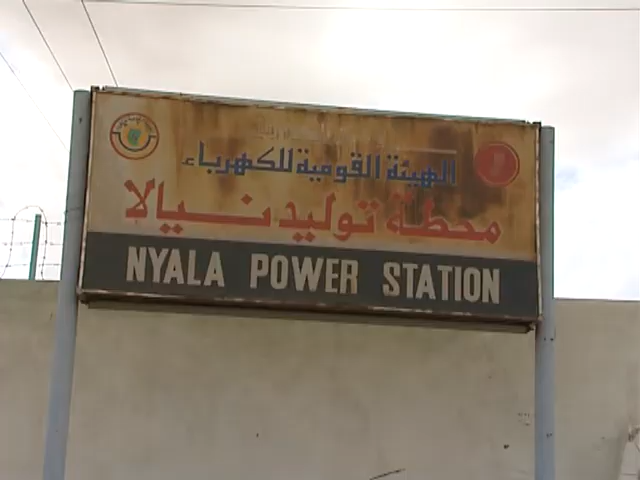 الهيئة القومية للكهرباء
محطة توليد نيالا
NYALA POWER STATION